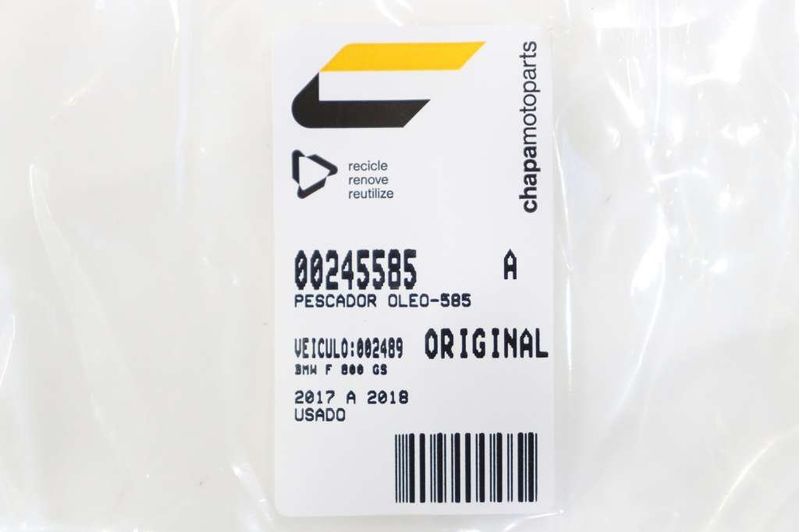 chapamotoparts
recicle
renove
reutilize
00245585 A
PESCADOR OLEO-585
VEICULO:002489 ORIGINAL
BMW F 800 GS
2017 A 2018
USADO